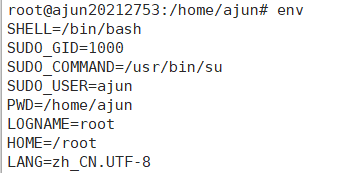 root@ajun20212753:/home/ajun# env
SHELL=/bin/bash
SUDO_GID=1000
SUDO_COMMAND=/usr/bin/su
SUDO_USER=ajun
PWD=/home/ajun
LOGNAME=root
HOME=/root
LANG=zh_CN.UTF-8